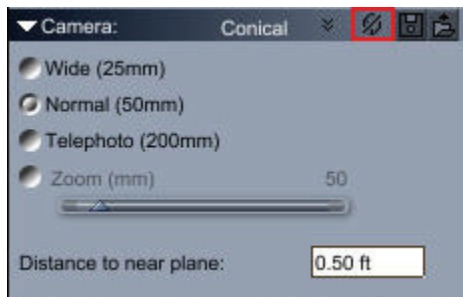 Camera: Conical
Wide (25mm)
Normal (50mm)
Telephoto (200mm)
Zoom (mm) 50
Distance to near plane: 0.50 ft